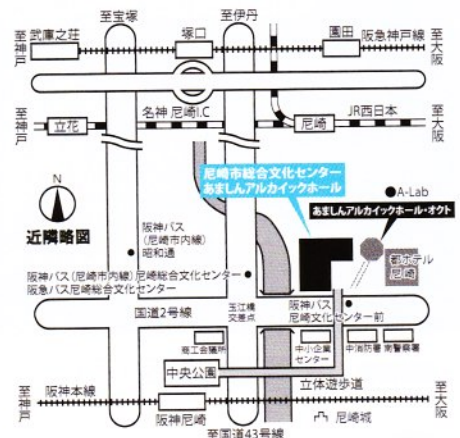 至宝塚
至伊丹
至神戸
武庫之荘
塚口
園田
阪急神戸線
至大阪
名神 尼崎I.C
JR西日本
至神戸
立花
尼崎
至大阪
尼崎市総合文化センター
あましんアルカイックホール
A-Lab
あましんアルカイックホール・オクト
N
近隣略図
阪神バス
(尼崎市内線)
昭和通
都ホテル
尼崎
阪神バス(尼崎市内線)尼崎総合文化センター
阪急バス尼崎総合文化センター
国道2号線
玉江橋
交差点
阪神バス
尼崎文化センター前
商工会議所
中小企業
センター
中消防署
南警察署
中央公園
立体遊歩道
至神戸
阪神本線
阪神尼崎
尼崎城
至大阪
至国道43号線